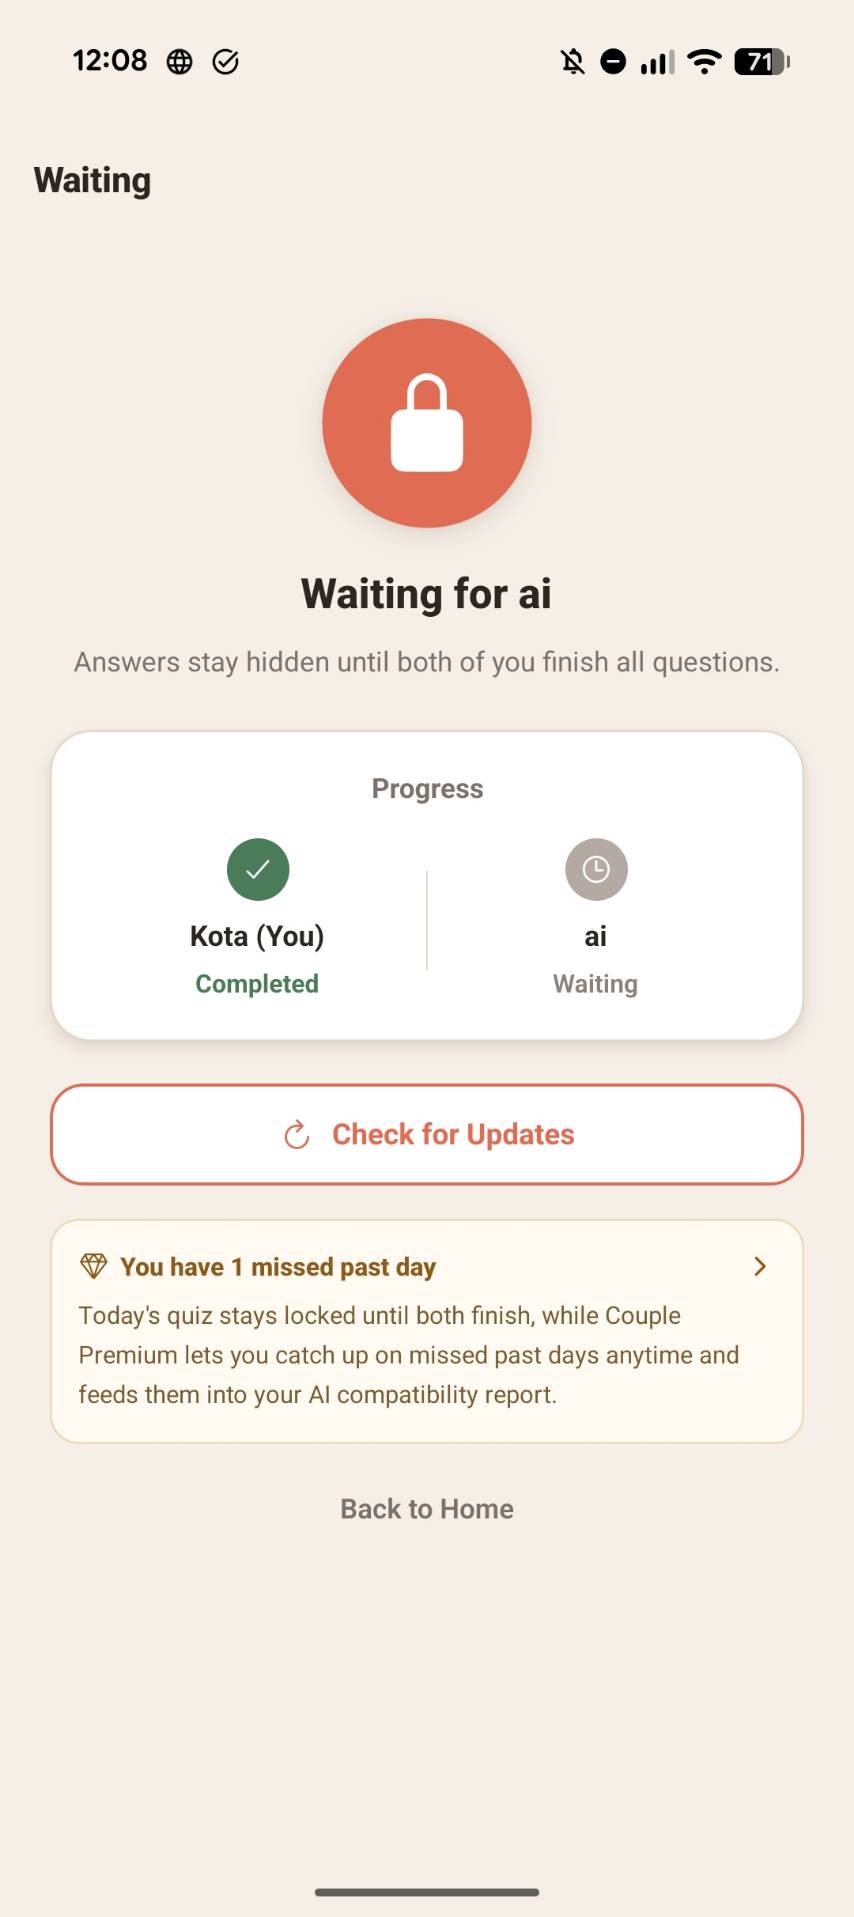 12:08
71
Waiting
Waiting for ai
Answers stay hidden until both of you finish all questions.
Progress
Kota (You)
Completed
ai
Waiting
Check for Updates
You have 1 missed past day
Today's quiz stays locked until both finish, while Couple
Premium lets you catch up on missed past days anytime and
feeds them into your AI compatibility report.
Back to Home